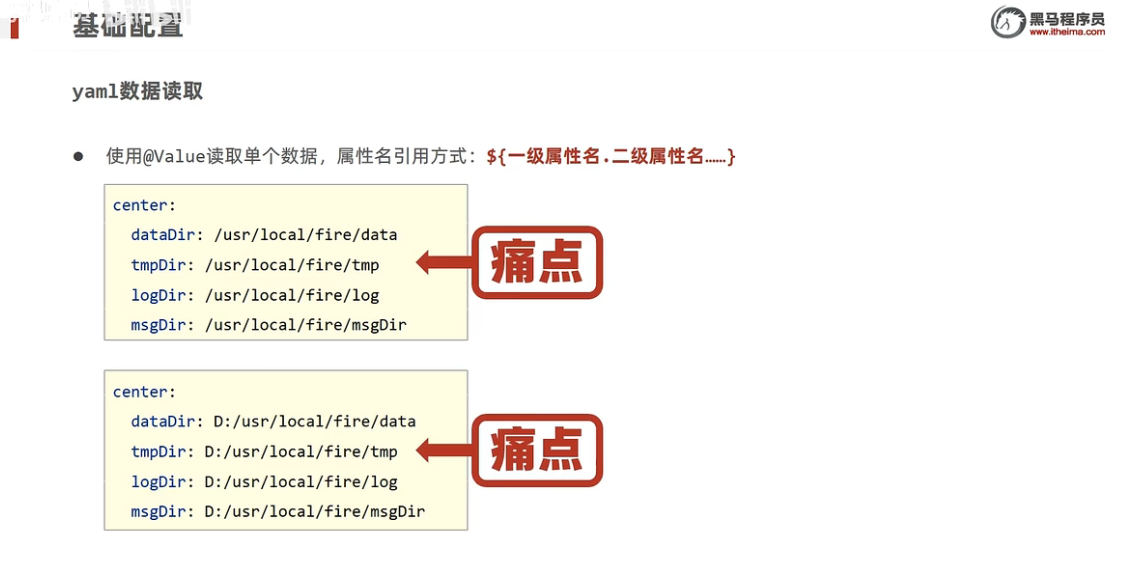 基础配置
黑马程序员
www.itheima.com
yaml数据读取
● 使用@Value读取单个数据，属性名引用方式：${一级属性名.二级属性名……}
center:
dataDir: /usr/local/fire/data
tmpDir: /usr/local/fire/tmp
logDir: /usr/local/fire/log
msgDir: /usr/local/fire/msgDir
痛点
center:
dataDir: D:/usr/local/fire/data
tmpDir: D:/usr/local/fire/tmp
logDir: D:/usr/local/fire/log
msgDir: D:/usr/local/fire/msgDir
痛点